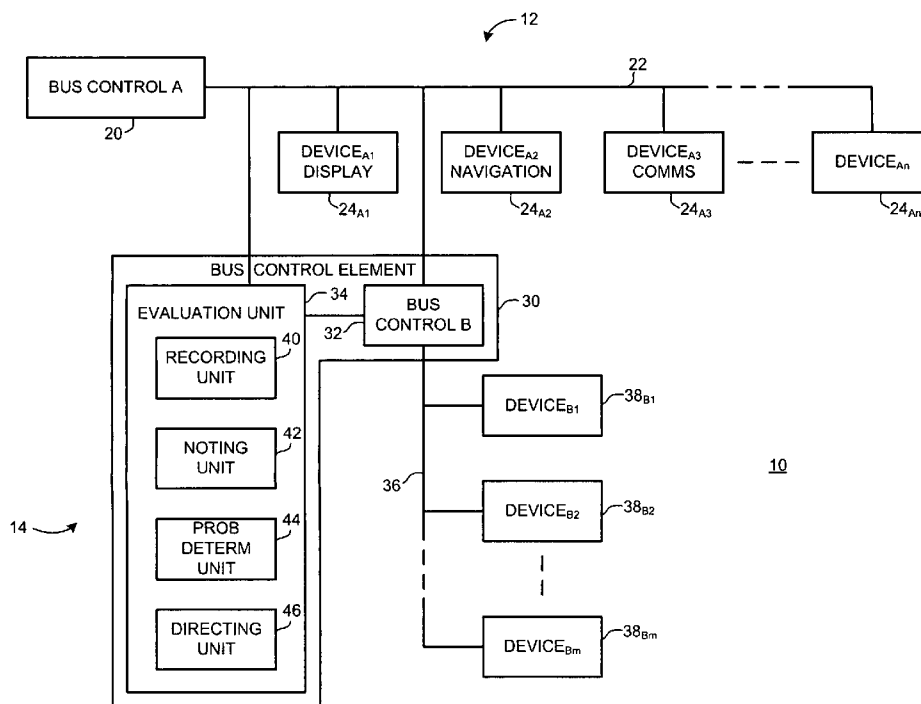 12
BUS CONTROL A
20
22
DEVICEA1
DISPLAY
24A1
DEVICEA2
NAVIGATION
24A2
DEVICEA3
COMMS
24A3
DEVICEAn
24An
BUS CONTROL ELEMENT
EVALUATION UNIT
34
BUS
CONTROL B
32
30
RECORDING
UNIT
40
NOTING
UNIT
42
PROB
DETERM
UNIT
44
DIRECTING
UNIT
46
14
36
DEVICEB1
38B1
DEVICEB2
38B2
DEVICEBm
38Bm
10